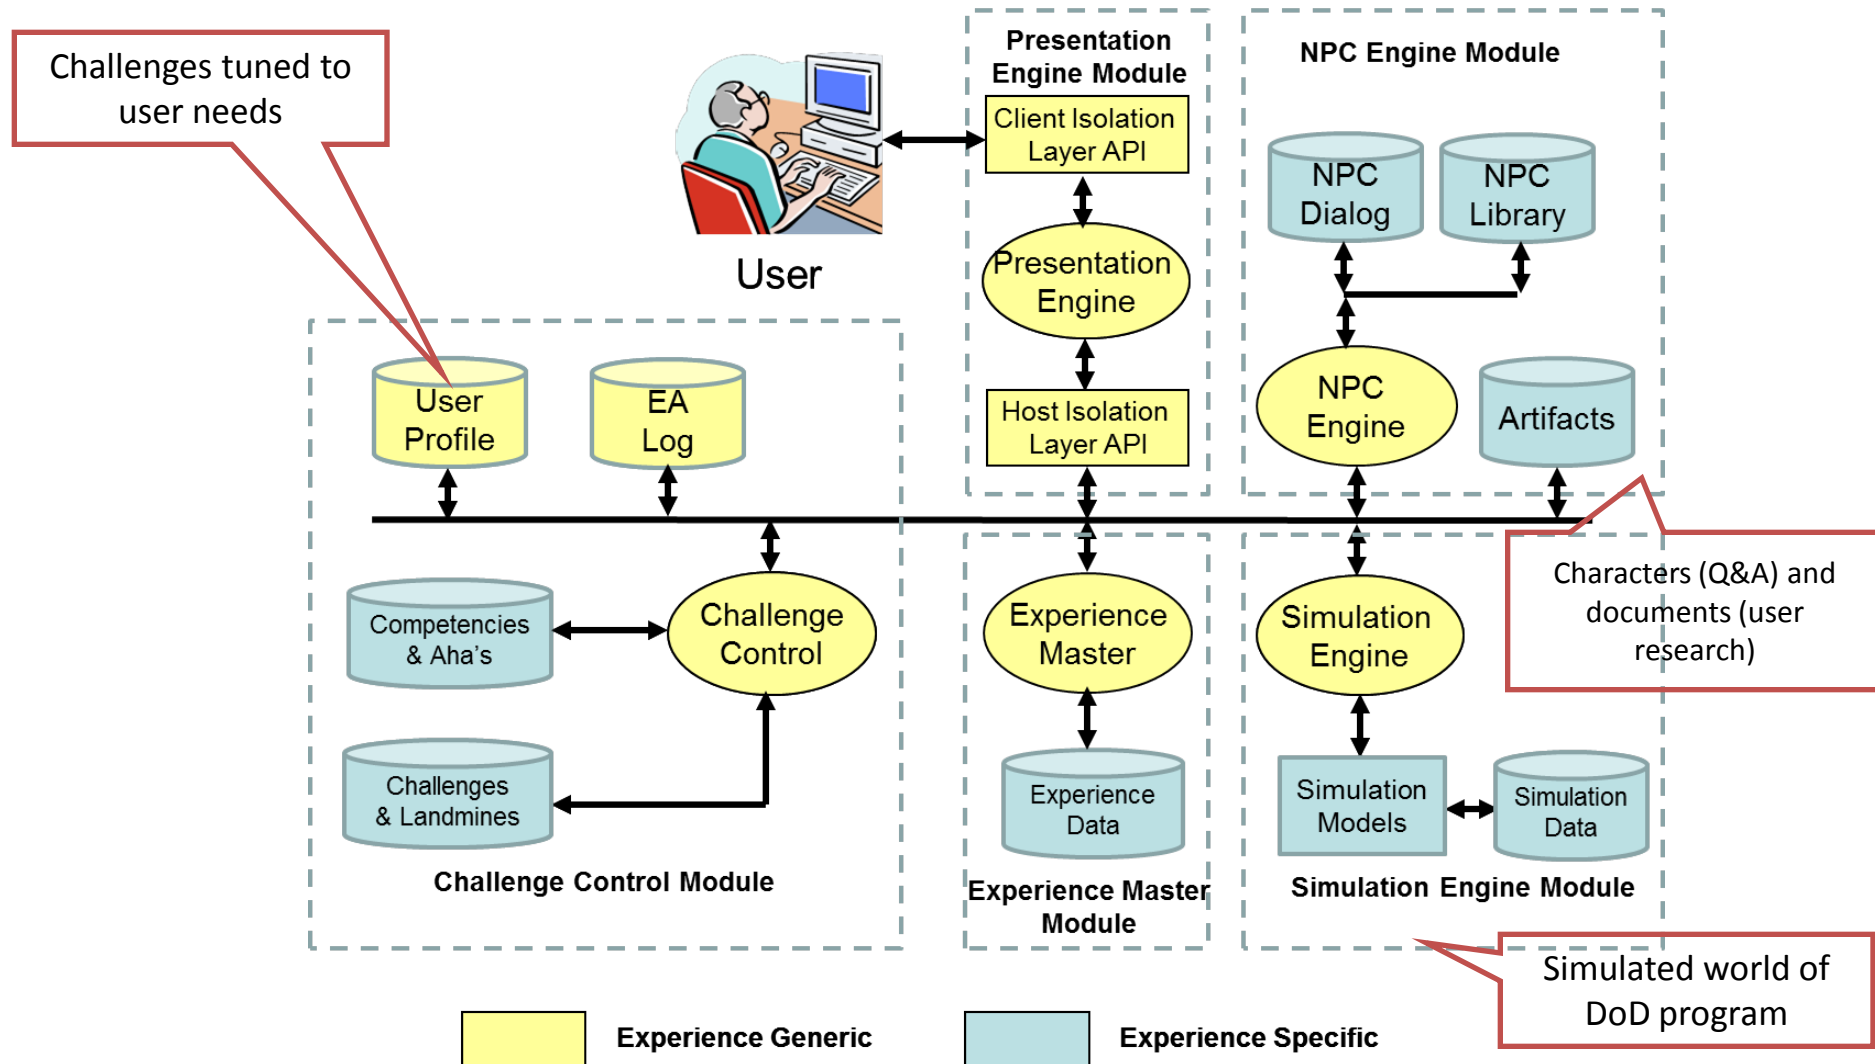 Challenges tuned to
user needs
User
Presentation
Engine Module
Client Isolation
Layer API
Presentation
Engine
Host Isolation
Layer API
NPC Engine Module
NPC
Dialog
NPC
Library
NPC
Engine
Artifacts
Characters (Q&A) and
documents (user
research)
User
Profile
EA
Log
Competencies
& Aha's
Challenge
Control
Challenges
& Landmines
Challenge Control Module
Experience
Master
Experience
Data
Experience Master
Module
Simulation
Engine
Simulation
Models
Simulation
Data
Simulation Engine Module
Simulated world of
DoD program
Experience Generic
Experience Specific